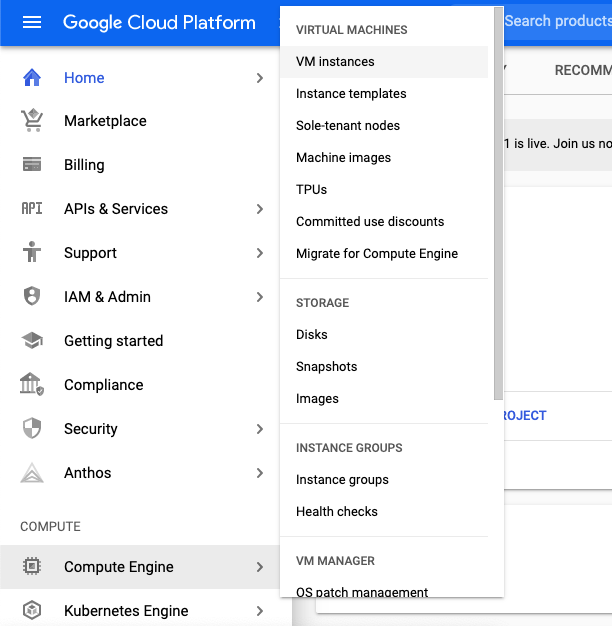 Google Cloud Platform
Search products
Home
Marketplace
Billing
API APIs & Services
Support
IAM & Admin
Getting started
Compliance
Security
Anthos
COMPUTE
Compute Engine
Kubernetes Engine
VIRTUAL MACHINES
VM instances
Instance templates
Sole-tenant nodes
Machine images
TPUs
Committed use discounts
Migrate for Compute Engine
STORAGE
Disks
Snapshots
Images
INSTANCE GROUPS
Instance groups
Health checks
VM MANAGER
OS patch management
RECOMM
1 is live. Join us no
ROJECT